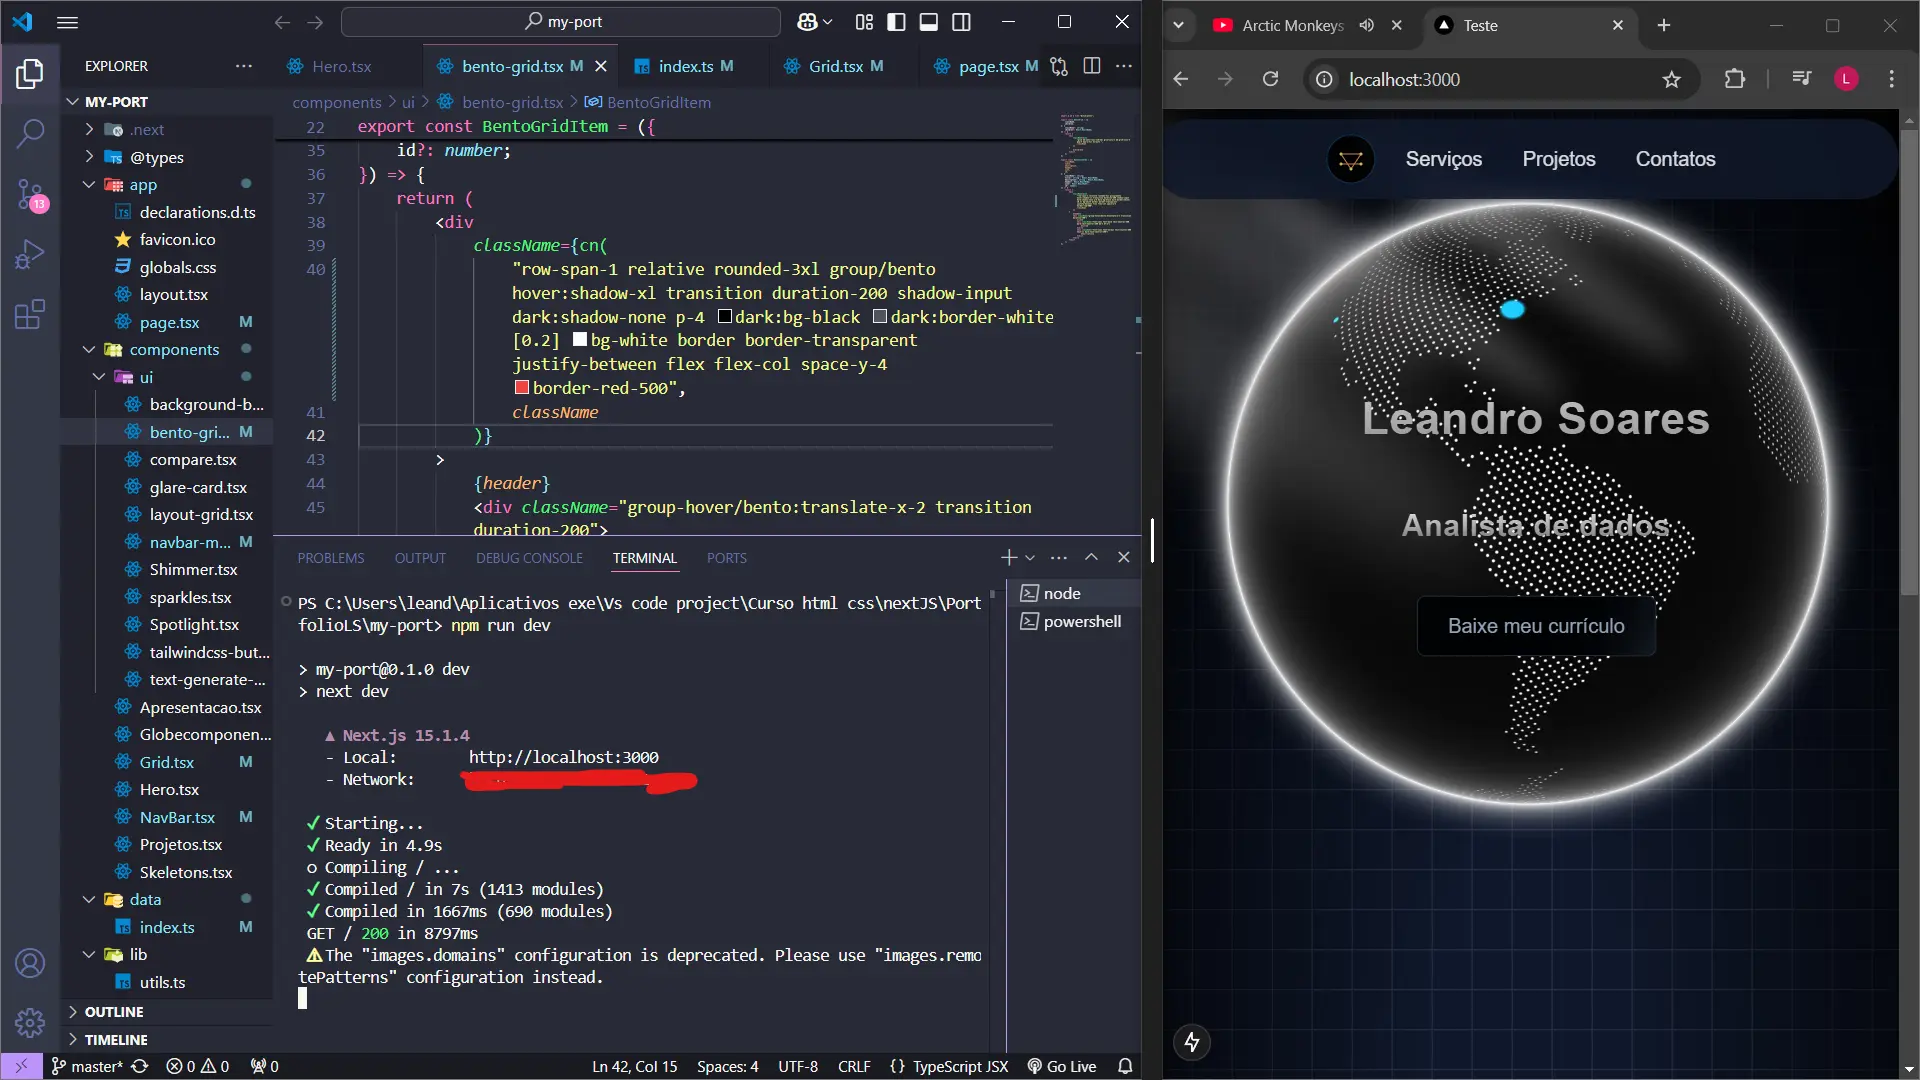 my-port
EXPLORER
MY-PORT
.next
@types
app
declarations.d.ts
favicon.ico
globals.css
layout.tsx
page.tsx M
components
ui
background-b...
bento-gri... M
compare.tsx
glare-card.tsx
layout-grid.tsx
navbar-m... M
Shimmer.tsx
sparkles.tsx
Spotlight.tsx
tailwindcss-but...
text-generate-...
Apresentacao.tsx
Globecomponen...
Grid.tsx M
Hero.tsx
NavBar.tsx M
Projetos.tsx
Skeletons.tsx
data
index.ts M
lib
utils.ts
OUTLINE
TIMELINE
13
Hero.tsx
bento-grid.tsx M
index.ts M
Grid.tsx M
page.tsx M
components > ui > bento-grid.tsx > BentoGridItem
22 export const BentoGridItem = ({
35 id?: number;
36 }) => {
37 return (
38 <div
39 className={cn(
40 "row-span-1 relative rounded-3xl group/bento
hover:shadow-xl transition duration-200 shadow-input
dark:shadow-none p-4 dark:bg-black dark:border-white
[0.2] bg-white border border-transparent
justify-between flex flex-col space-y-4
border-red-500",
41 className
42 )}
43 >
44 {header}
45 <div className="group-hover/bento:translate-x-2 transition
duration-200">
PROBLEMS OUTPUT DEBUG CONSOLE TERMINAL PORTS
PS C:\Users\leand\Aplicativos exe\Vs code project\Curso html css\nextJS\Port
folioLS\my-port> npm run dev
> my-port@0.1.0 dev
> next dev
▲ Next.js 15.1.4
- Local: http://localhost:3000
- Network:
✓ Starting...
✓ Ready in 4.9s
○ Compiling / ...
✓ Compiled / in 7s (1413 modules)
✓ Compiled in 1667ms (690 modules)
GET / 200 in 8797ms
⚠ The "images.domains" configuration is deprecated. Please use "images.remo
tePatterns" configuration instead.
node
powershell
master* 0 0 0
Ln 42, Col 15 Spaces: 4 UTF-8 CRLF {} TypeScript JSX Go Live
Arctic Monkeys
Teste
localhost:3000
L
Serviços Projetos Contatos
Leandro Soares
Analista de dados
Baixe meu currículo